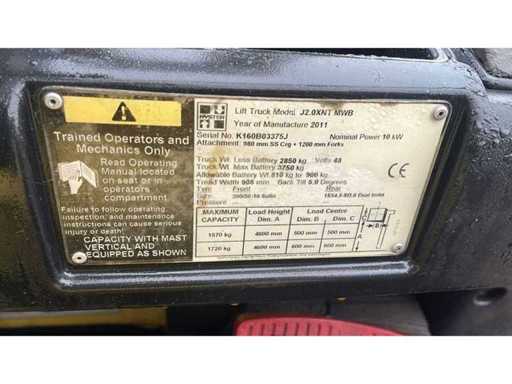 HYSTER
Lift Truck Model J2.0XNT MWB
Year of Manufacture 2011
Serial No. K160B03375J Nominal Power 10 kW
Attachment 980 mm SS Crg + 1200 mm Forks
Truck Wt. Less Battery 2850 kg Volts 48
Truck Wt. Max Battery 3750 kg
Allowable Battery Wt 810 kg to 900 kg
Tread Width 908 mm Back Tilt 5.0 Degrees
Type Front Rear
Size
Pressure
CE
MAXIMUM CAPACITY Load Height Dim. A Load Centre Dim. B Dim. C
1570 kg 4600 mm 500 mm 500 mm
1720 kg 4600 mm 600 mm
A
B
C
Trained Operators and
Mechanics Only
Read Operating
Manual located
on-seat or in
operators
compartment
Failure to follow operating,
inspection, and maintenance
instructions can cause serious
injury or death.
CAPACITY WITH MAST
VERTICAL AND
EQUIPPED AS SHOWN